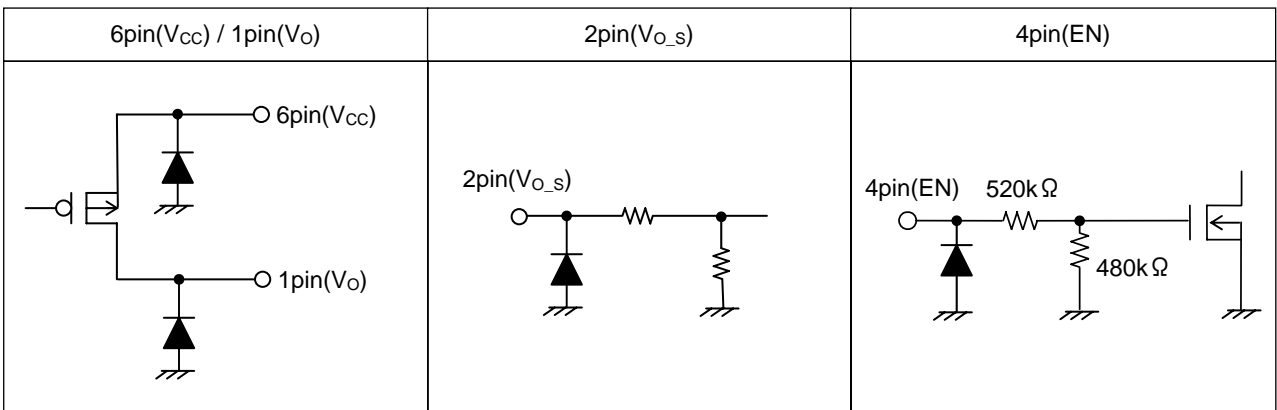 6pin(VCC) / 1pin(VO)
2pin(VO_S)
4pin(EN)
6pin(VCC)
1pin(VO)
2pin(VO_S)
4pin(EN)
520kΩ
480kΩ